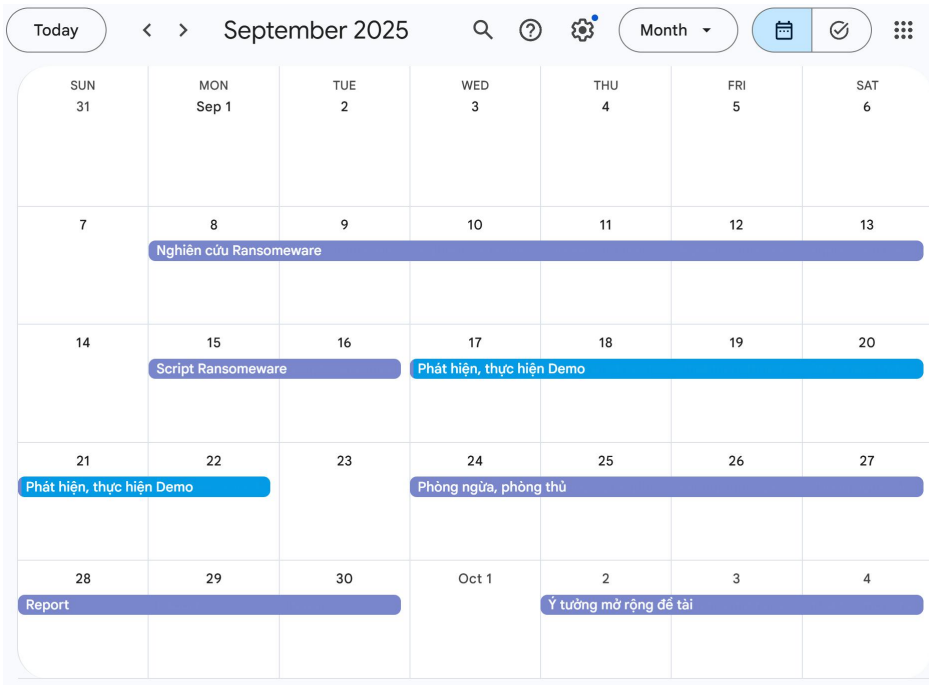 Today
September 2025
Month
SUN MON TUE WED THU FRI SAT
31 Sep 1 2 3 4 5 6
7 8 9 10 11 12 13
Nghiên cứu Ransomeware
14 15 16 17 18 19 20
Script Ransomeware Phát hiện, thực hiện Demo
21 22 23 24 25 26 27
Phát hiện, thực hiện Demo Phòng ngừa, phòng thủ
28 29 30 Oct 1 2 3 4
Report Ý tưởng mở rộng đề tài